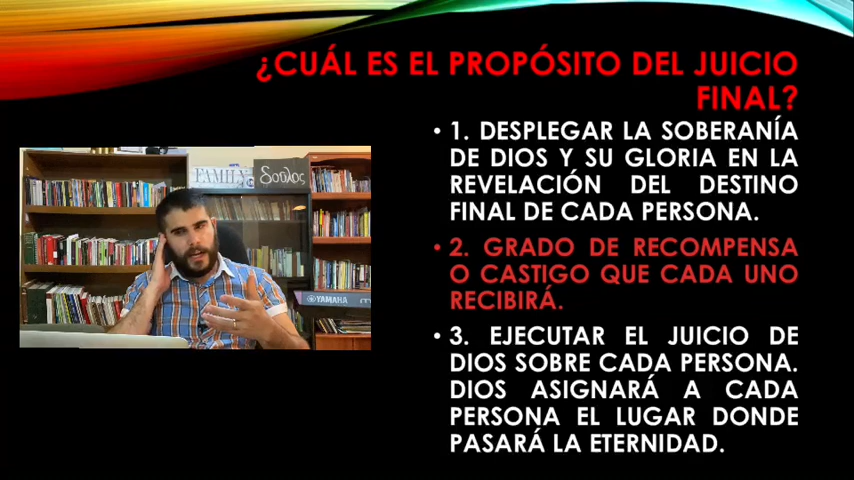 ¿CUÁL ES EL PROPÓSITO DEL JUICIO
FINAL?
• 1. DESPLEGAR LA SOBERANÍA
DE DIOS Y SU GLORIA EN LA
REVELACIÓN DEL DESTINO
FINAL DE CADA PERSONA.
• 2. GRADO DE RECOMPENSA
O CASTIGO QUE CADA UNO
RECIBIRÁ.
• 3. EJECUTAR EL JUICIO DE
DIOS SOBRE CADA PERSONA.
DIOS ASIGNARÁ A CADA
PERSONA EL LUGAR DONDE
PASARÁ LA ETERNIDAD.
FAMILY
δοῦλος
YAMAHA